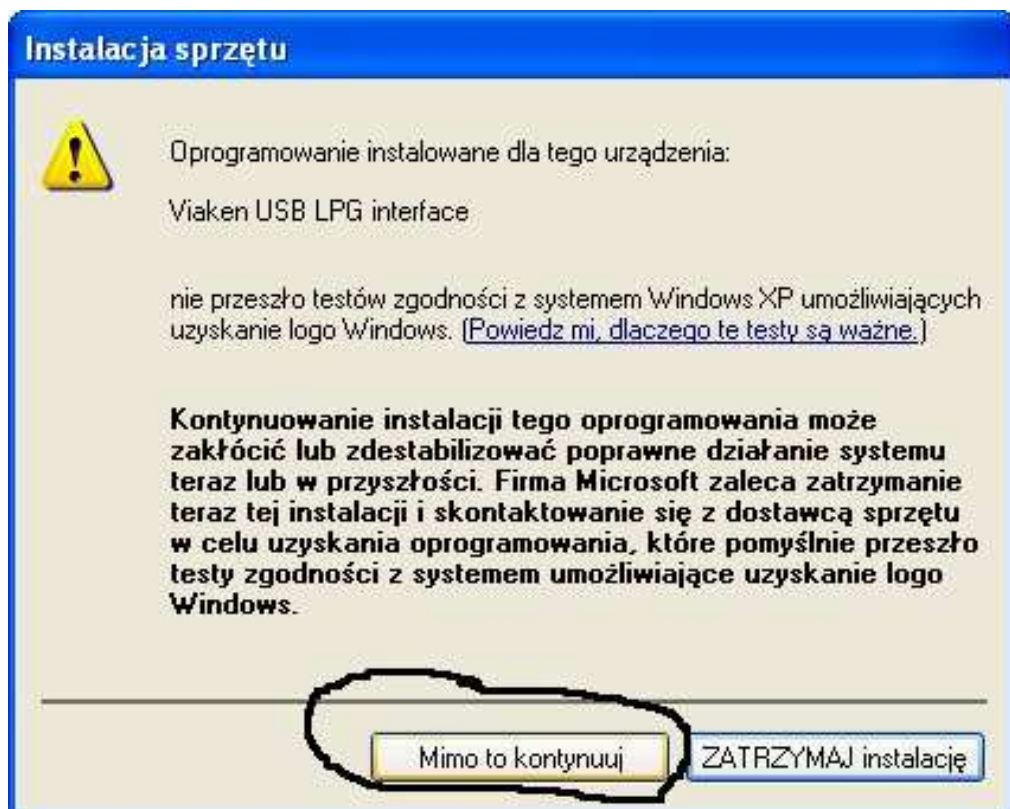 Instalacja sprzętu
Oprogramowanie instalowane dla tego urządzenia:
Viaken USB LPG interface
nie przeszło testów zgodności z systemem Windows XP umożliwiających
uzyskanie logo Windows. (Powiedz mi, dlaczego te testy są ważne.)
Kontynuowanie instalacji tego oprogramowania może
zakłócić lub zdestabilizować poprawne działanie systemu
teraz lub w przyszłości. Firma Microsoft zaleca zatrzymanie
teraz tej instalacji i skontaktowanie się z dostawcą sprzętu
w celu uzyskania oprogramowania, które pomyślnie przeszło
testy zgodności z systemem umożliwiające uzyskanie logo
Windows.
Mimo to kontynuuj ZATRZYMAJ instalację